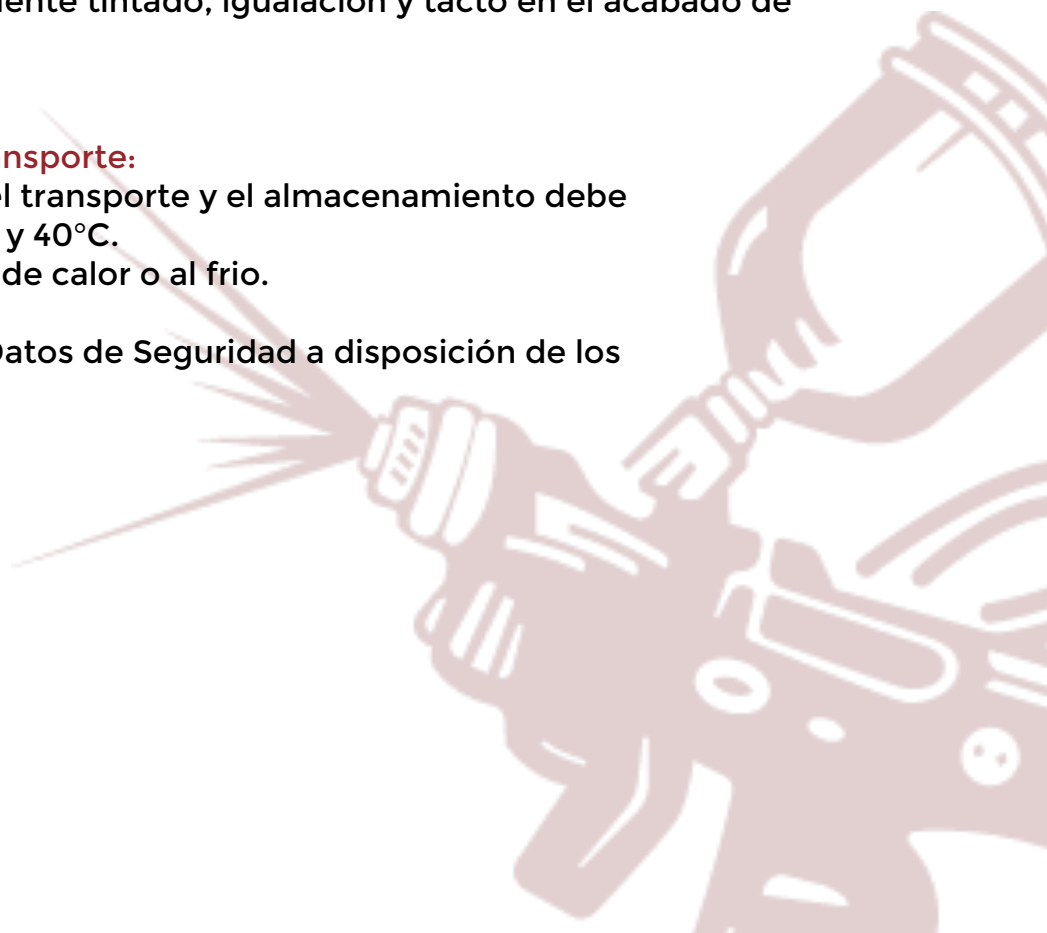 tintado, igualación y tacto en el acabado de
nsporte:
el transporte y el almacenamiento debe
y 40°C.
de calor o al frio.
Datos de Seguridad a disposición de los